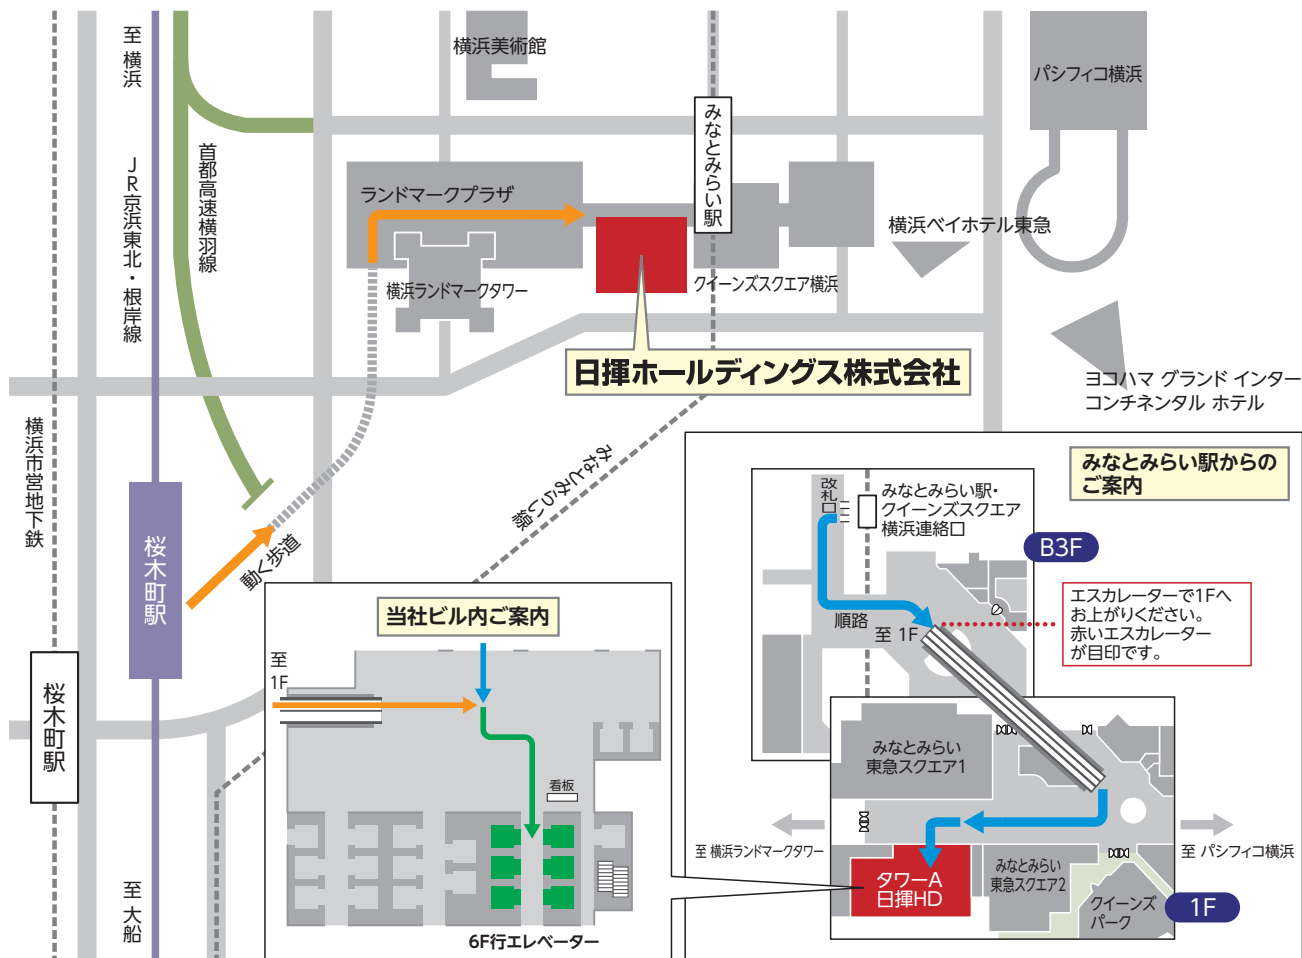 至 横浜
JR京浜東北・根岸線
首都高速横羽線
横浜美術館
みなとみらい駅
パシフィコ横浜
ランドマークプラザ
横浜ランドマークタワー
クイーンズスクエア横浜
横浜ベイホテル東急
日揮ホールディングス株式会社
ヨコハマ グランド インター
コンチネンタル ホテル
横浜市営地下鉄
桜木町駅
動く歩道
みなとみらい線
桜木町駅
至 大船
当社ビル内ご案内
至
1F
看板
6F行エレベーター
みなとみらい駅からの
ご案内
改札口
みなとみらい駅・
クイーンズスクエア
横浜連絡口
B3F
順路
至 1F
エスカレーターで1Fへ
お上がりください。
赤いエスカレーター
が目印です。
みなとみらい
東急スクエア1
至 横浜ランドマークタワー
至 パシフィコ横浜
タワーA
日揮HD
みなとみらい
東急スクエア2
クイーンズ
パーク
1F